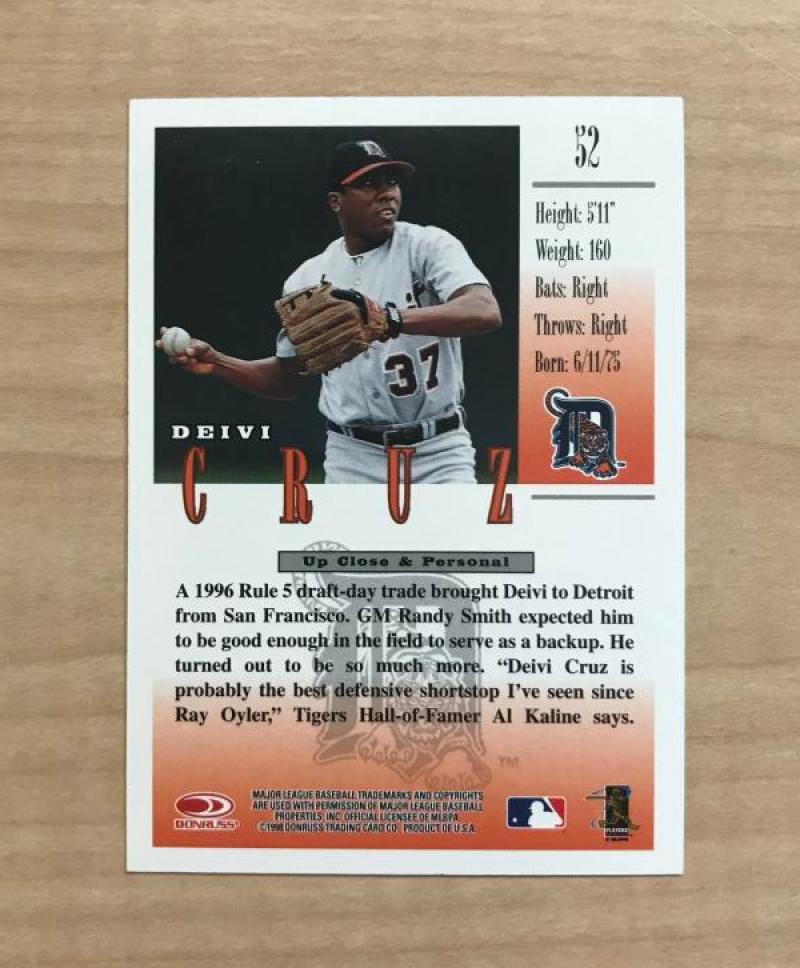 52
Height: 5'11"
Weight: 160
Bats: Right
Throws: Right
Born: 6/11/75
D
37
D
DEIVI
CRUZ
Up Close & Personal
A 1996 Rule 5 draft-day trade brought Deivi to Detroit
from San Francisco. GM Randy Smith expected him
to be good enough in the field to serve as a backup. He
turned out to be so much more. “Deivi Cruz is
probably the best defensive shortstop I’ve seen since
Ray Oyler,” Tigers Hall-of-Famer Al Kaline says.
TM
DONRUSS
MAJOR LEAGUE BASEBALL TRADEMARKS AND COPYRIGHTS
ARE USED WITH PERMISSION OF MAJOR LEAGUE BASEBALL
PROPERTIES, INC. OFFICIAL LICENSEE OF MLBPA
©1998 DONRUSS TRADING CARD CO. PRODUCT OF U.S.A.
PLAYERS